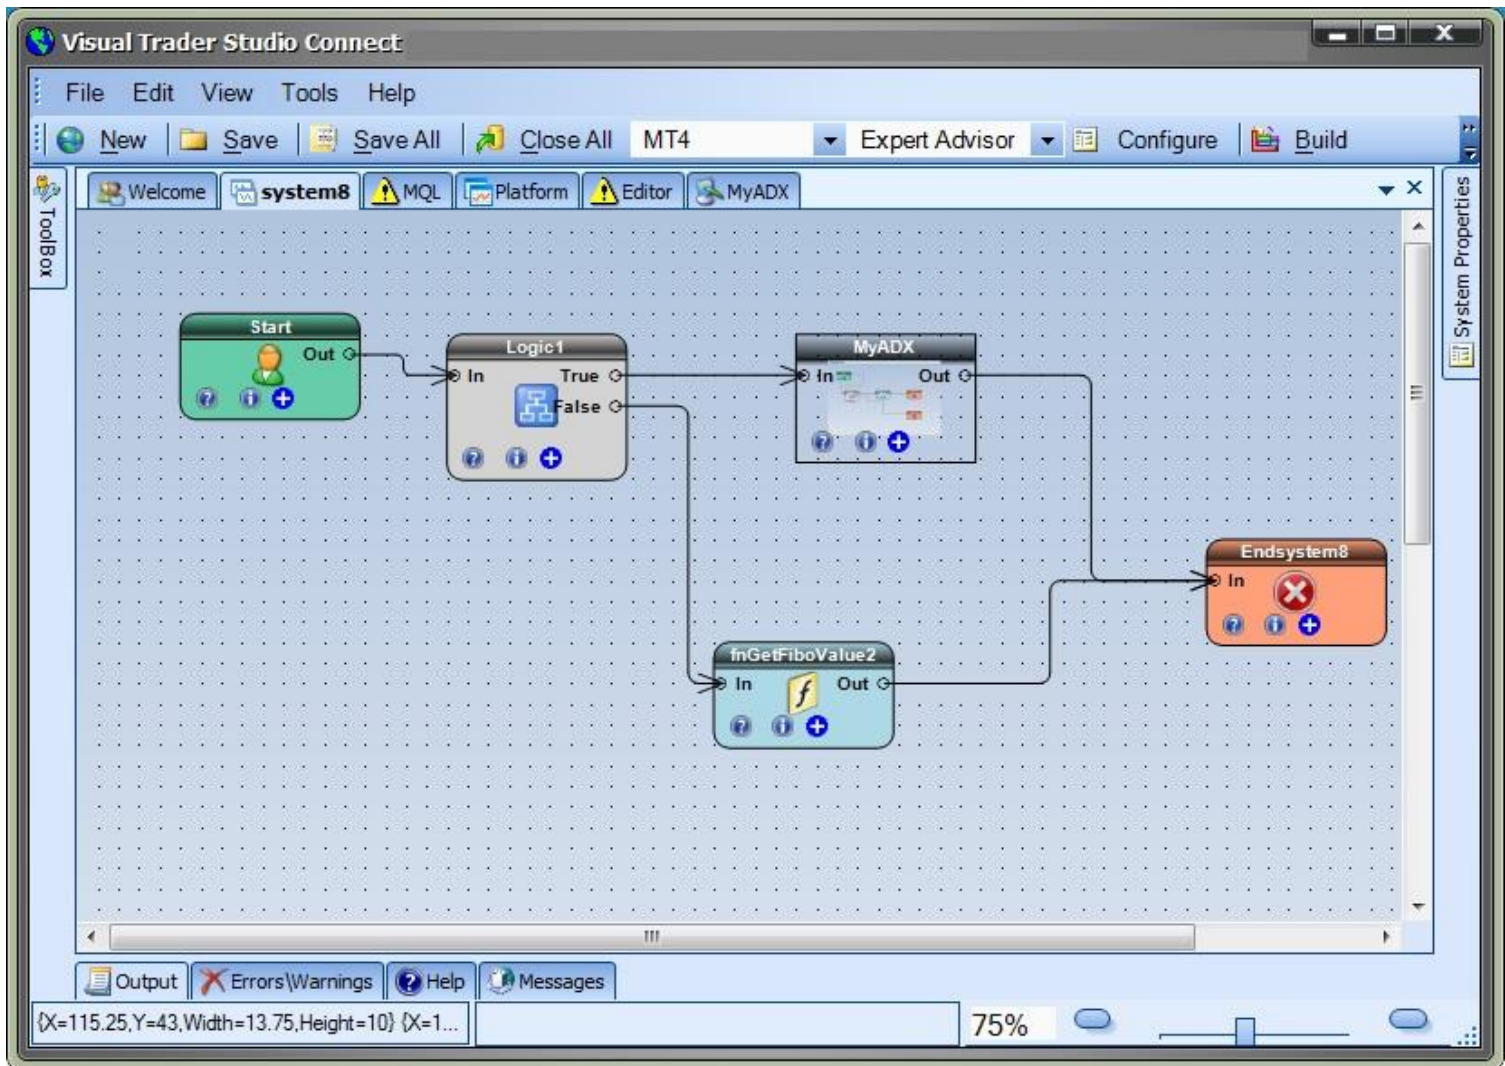 Visual Trader Studio Connect
File Edit View Tools Help
New Save Save All Close All MT4 Expert Advisor Configure Build
Welcome system8 MQL Platform Editor MyADX
ToolBox
System Properties
Start
Out
Logic1
In True
False
MyADX
In Out
Endsystem8
In
fnGetFiboValue2
In Out
Output Errors\Warnings Help Messages
{X=115.25,Y=43,Width=13.75,Height=10} {X=1...
75%